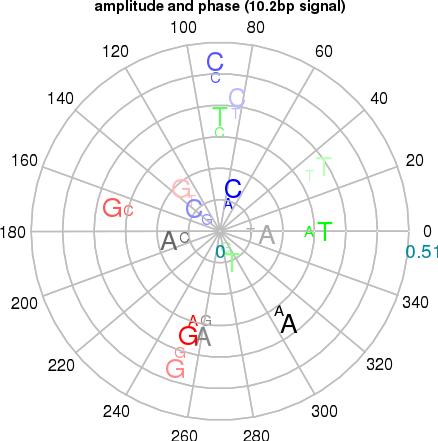 amplitude and phase (10.2bp signal)
100 80
120 60
C
C
140 C 40
T T
C
T
160 T 20
G
T
C
C
G C A
C G
180 A C T A A T 0
0 0.51
T
200 340
A
A G A
G A
220 G 320
G
240 300
260 280